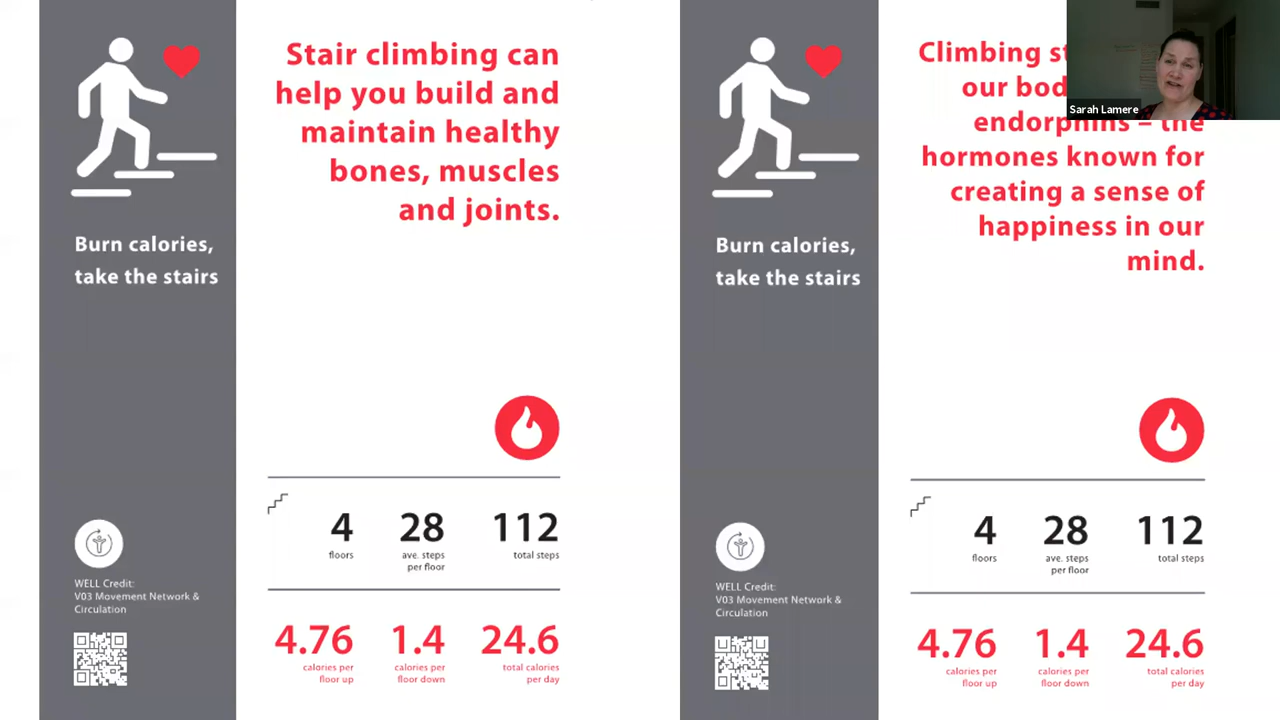 Stair climbing can
help you build and
maintain healthy
bones, muscles
and joints.
Burn calories,
take the stairs
4
floors
28
ave. steps
per floor
112
total steps
WELL Credit:
V03 Movement Network &
Circulation
4.76
calories per
floor up
1.4
calories per
floor down
24.6
total calories
per day
Climbing
our
endorphins – the
hormones known for
creating a sense of
happiness in our
mind.
Sarah Lamere
Burn calories,
take the stairs
4
floors
28
ave. steps
per floor
112
total steps
WELL Credit:
V03 Movement Network &
Circulation
4.76
calories per
floor up
1.4
calories per
floor down
24.6
total calories
per day